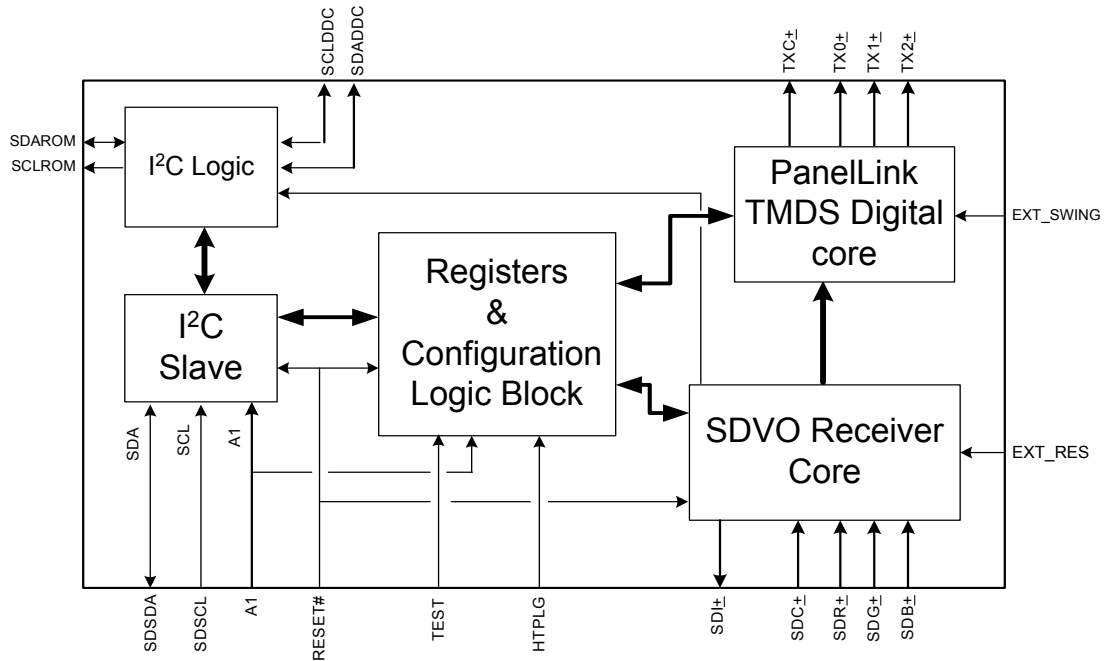 SCLDDC
SDADDC
TXC±
TX0±
TX1±
TX2±
SDAROM
SCLROM
I²C Logic
PanelLink
TMDS Digital
core
EXT_SWING
Registers
&
Configuration
Logic Block
I²C
Slave
SDVO Receiver
Core
EXT_RES
SDA
SCL
A1
SDSDA
SDSCL
A1
RESET#
TEST
HTPLG
SDI±
SDC±
SDR±
SDG±
SDB±